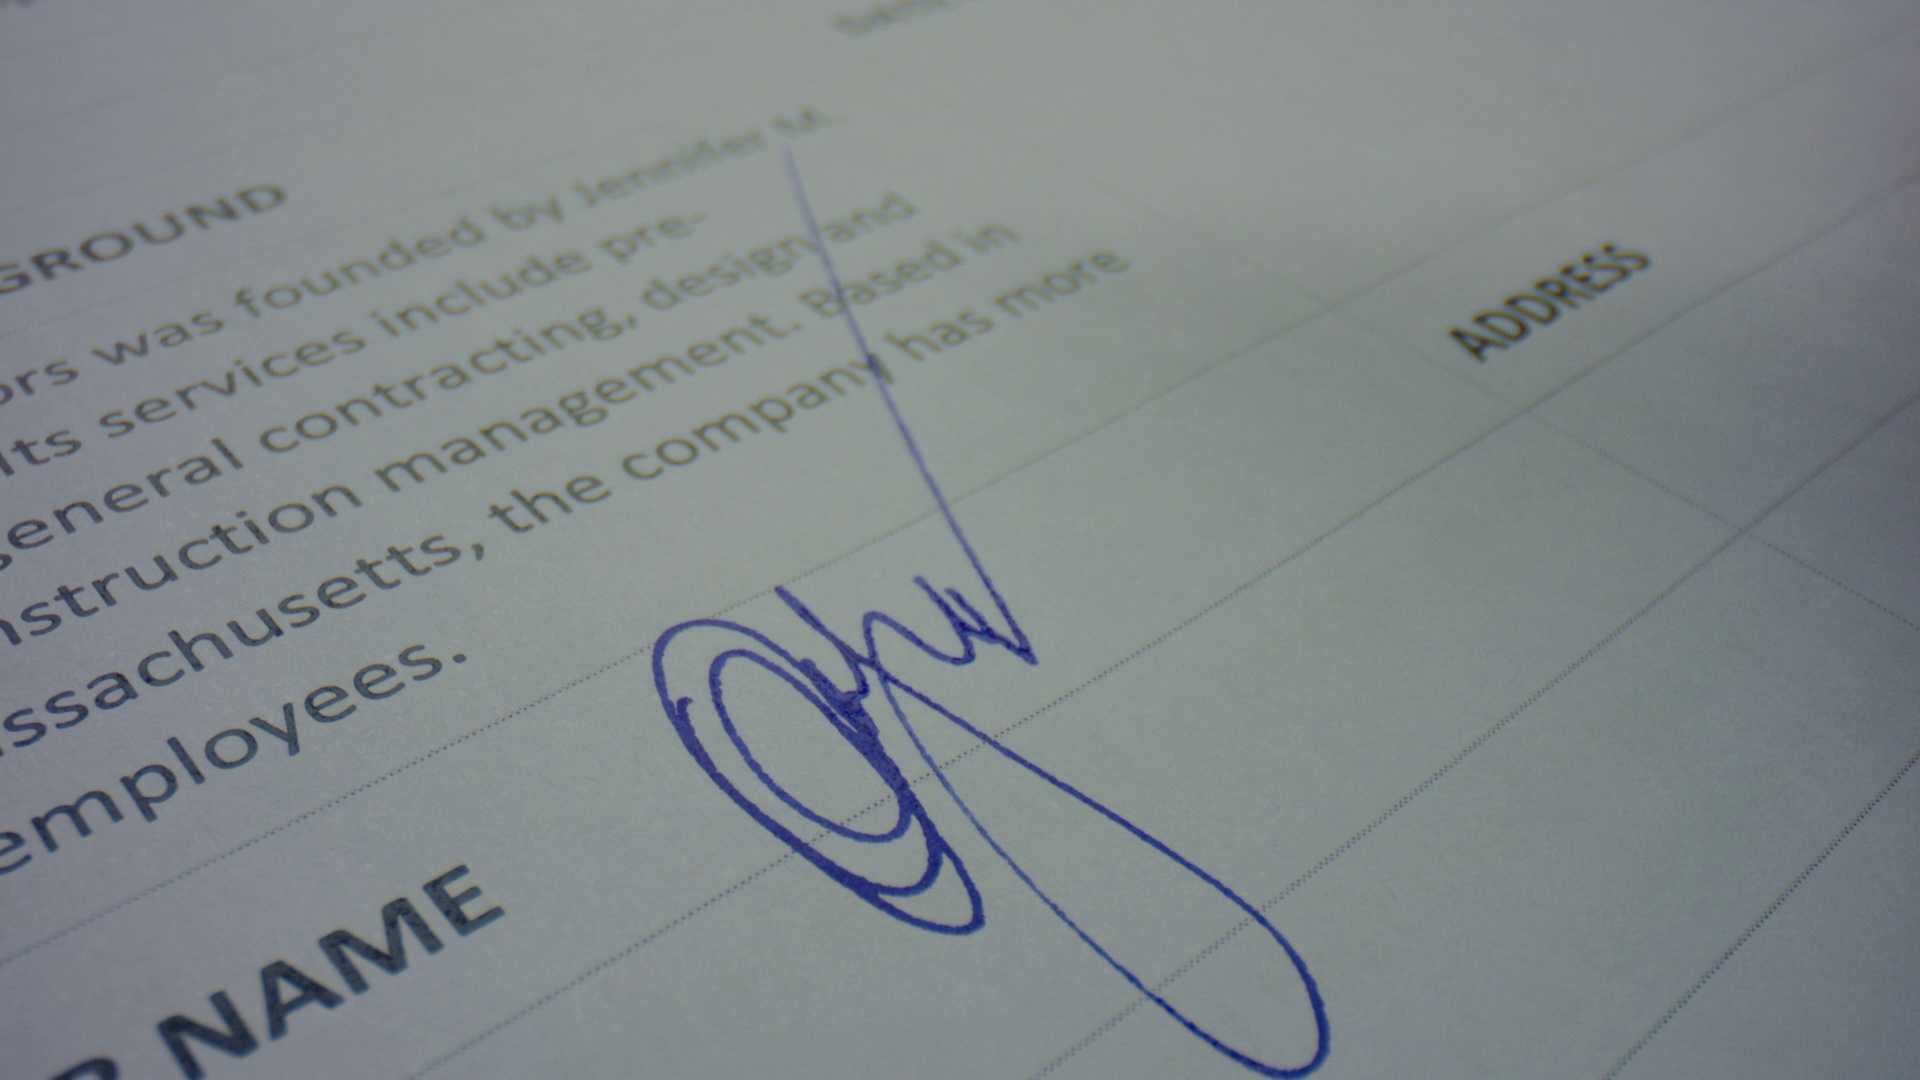 GROUND
ors was founded by Jennifer M.
Its services include pre-
general contracting, design and
nstruction management. Based in
ssachusetts, the company has more
employees.
NAME
ADDRESS